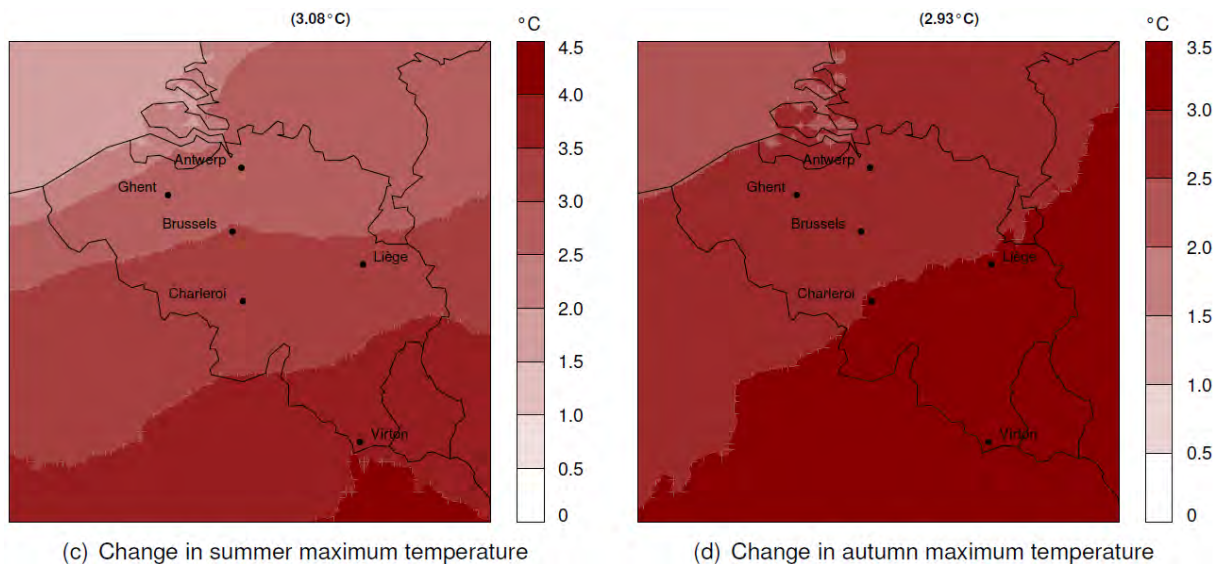 (3.08°C)
°C
4.5
4.0
3.5
3.0
2.5
2.0
1.5
1.0
0.5
0
Antwerp
Ghent
Brussels
Liège
Charleroi
Virton
(c) Change in summer maximum temperature
(2.93°C)
°C
3.5
3.0
2.5
2.0
1.5
1.0
0.5
0
Antwerp
Ghent
Brussels
Liège
Charleroi
Virton
(d) Change in autumn maximum temperature